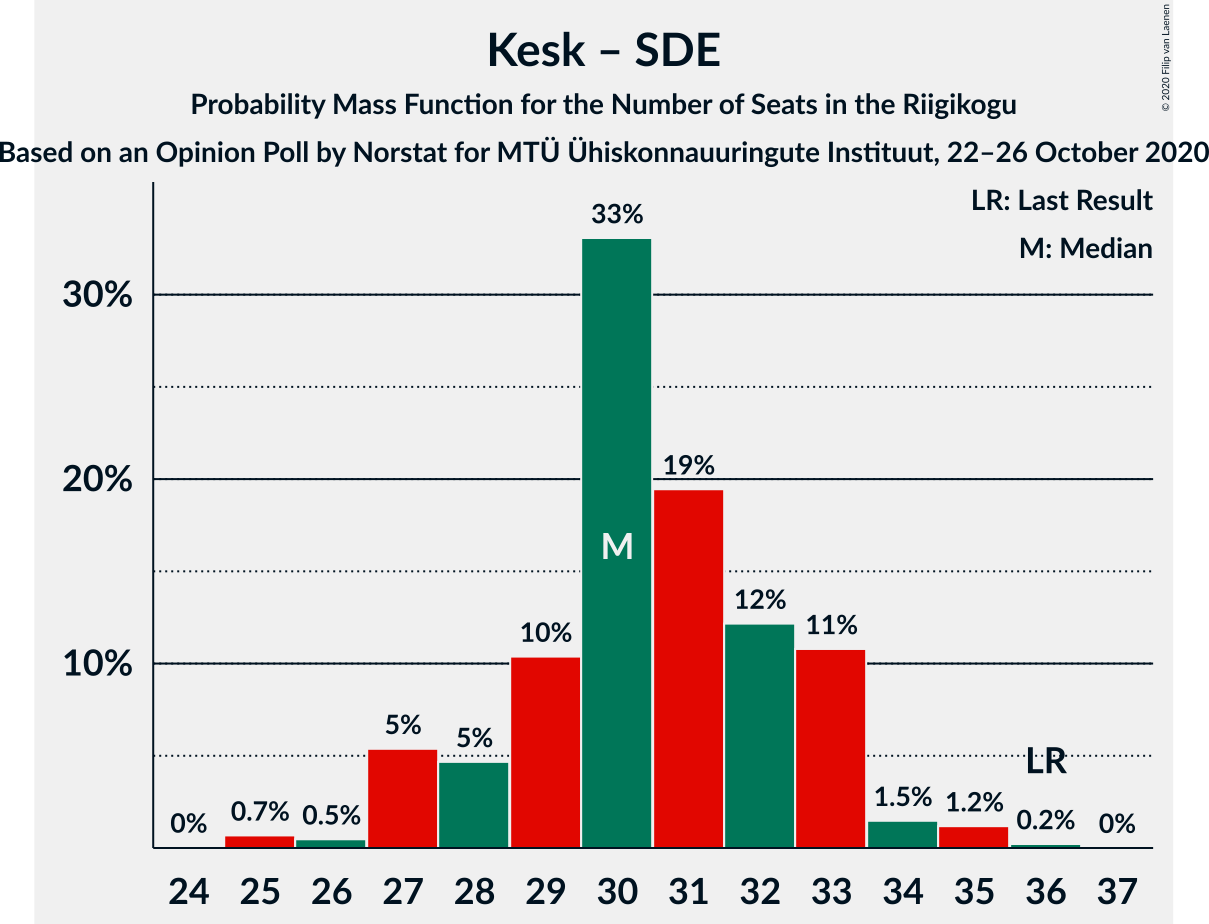 Kesk – SDE
Probability Mass Function for the Number of Seats in the Riigikogu
Based on an Opinion Poll by Norstat for MTÜ Ühiskonnauuringute Instituut, 22–26 October 2020
© 2020 Filip van Laenen
LR: Last Result
M: Median
33%
30%
20%
19%
M
12%
11%
10%
10%
5%
5%
LR
0%
0.7%
0.5%
1.5%
1.2%
0.2%
0%
24 25 26 27 28 29 30 31 32 33 34 35 36 37